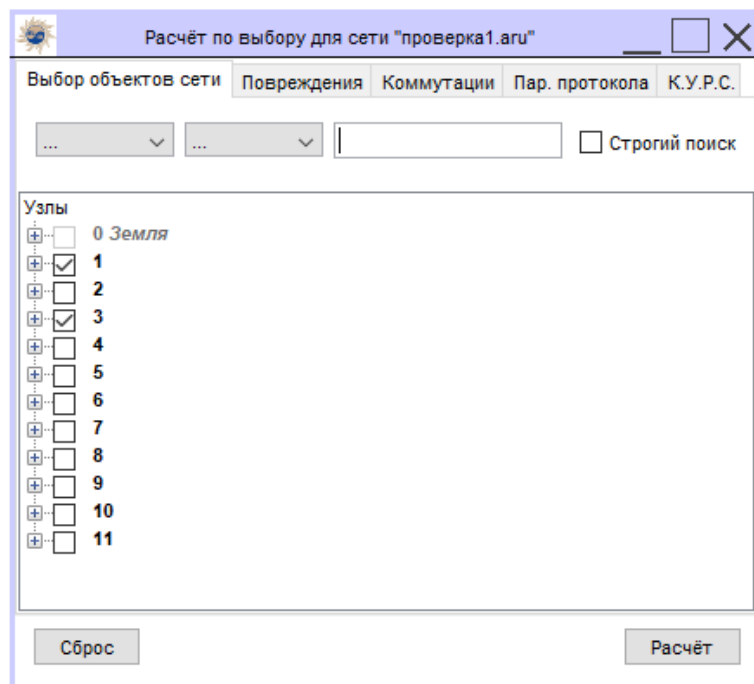 Расчёт по выбору для сети "проверка1.aru"
Выбор объектов сети Повреждения Коммутации Пар. протокола К.У.Р.С.
... ... Строгий поиск
Узлы
0 Земля
1
2
3
4
5
6
7
8
9
10
11
Сброс Расчёт